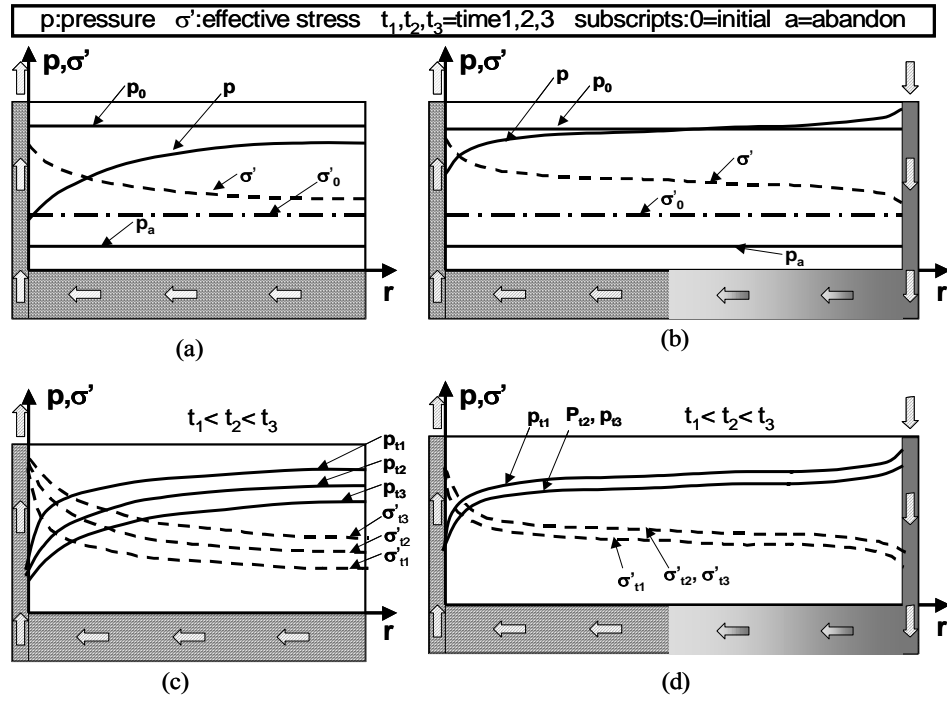 p:pressure σ':effective stress t1,t2,t3=time1,2,3 subscripts:0=initial a=abandon
p,σ'
p0
p
σ'
σ'0
pa
r
(a)
p,σ'
p
p0
σ'
σ'0
pa
r
(b)
p,σ'
t1< t2< t3
pt1
pt2
pt3
σ't3
σ't2
σ't1
r
(c)
p,σ'
pt1
Pt2, pt3
t1< t2< t3
σ't1
σ't2, σ't3
r
(d)